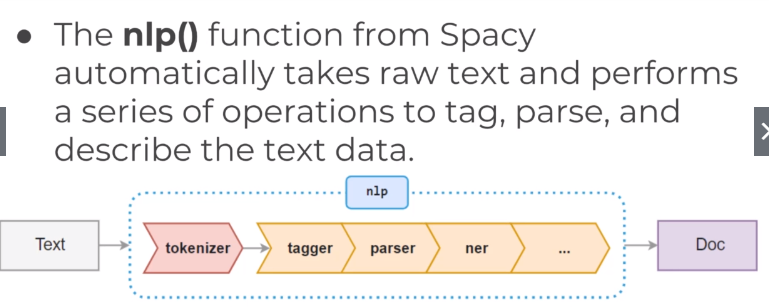 ● The nlp() function from Spacy
automatically takes raw text and performs
a series of operations to tag, parse, and
describe the text data.
nlp
Text
tokenizer
tagger
parser
ner
...
Doc